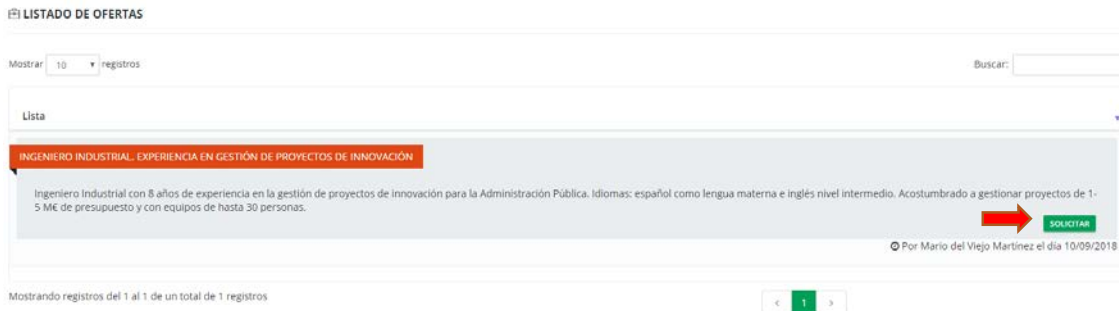 LISTADO DE OFERTAS
Mostrar 10 registros
Buscar:
Lista
INGENIERO INDUSTRIAL. EXPERIENCIA EN GESTIÓN DE PROYECTOS DE INNOVACIÓN
Ingeniero Industrial con 8 años de experiencia en la gestión de proyectos de innovación para la Administración Pública. Idiomas: español como lengua materna e inglés nivel intermedio. Acostumbrado a gestionar proyectos de 1-
5 M€ de presupuesto y con equipos de hasta 30 personas.
SOLICITAR
Por Mario del Viejo Martínez el día 10/09/2018
Mostrando registros del 1 al 1 de un total de 1 registros
< 1 >